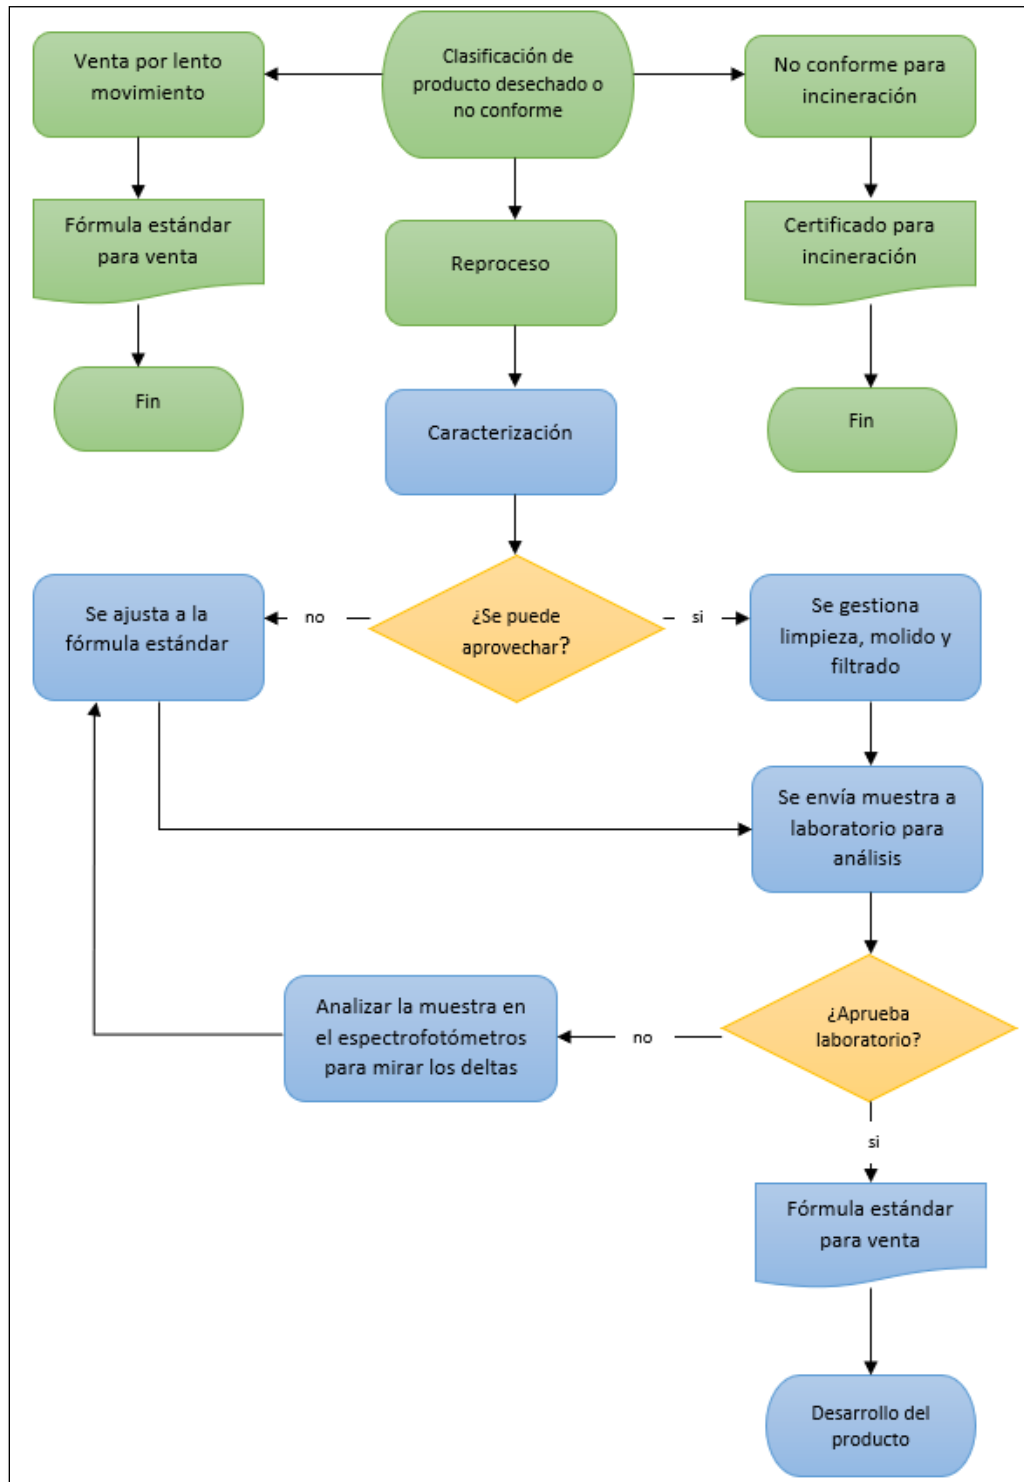 Venta por lento
movimiento
Clasificación de
producto desechado o
no conforme
No conforme para
incineración
Fórmula estándar
para venta
Reproceso
Certificado para
incineración
Fin
Caracterización
Fin
Se ajusta a la
fórmula estándar
no
¿Se puede
aprovechar?
si
Se gestiona
limpieza, molido y
filtrado
Se envía muestra a
laboratorio para
análisis
Analizar la muestra en
el espectrofotómetros
para mirar los deltas
no
¿Aprueba
laboratorio?
si
Fórmula estándar
para venta
Desarrollo del
producto